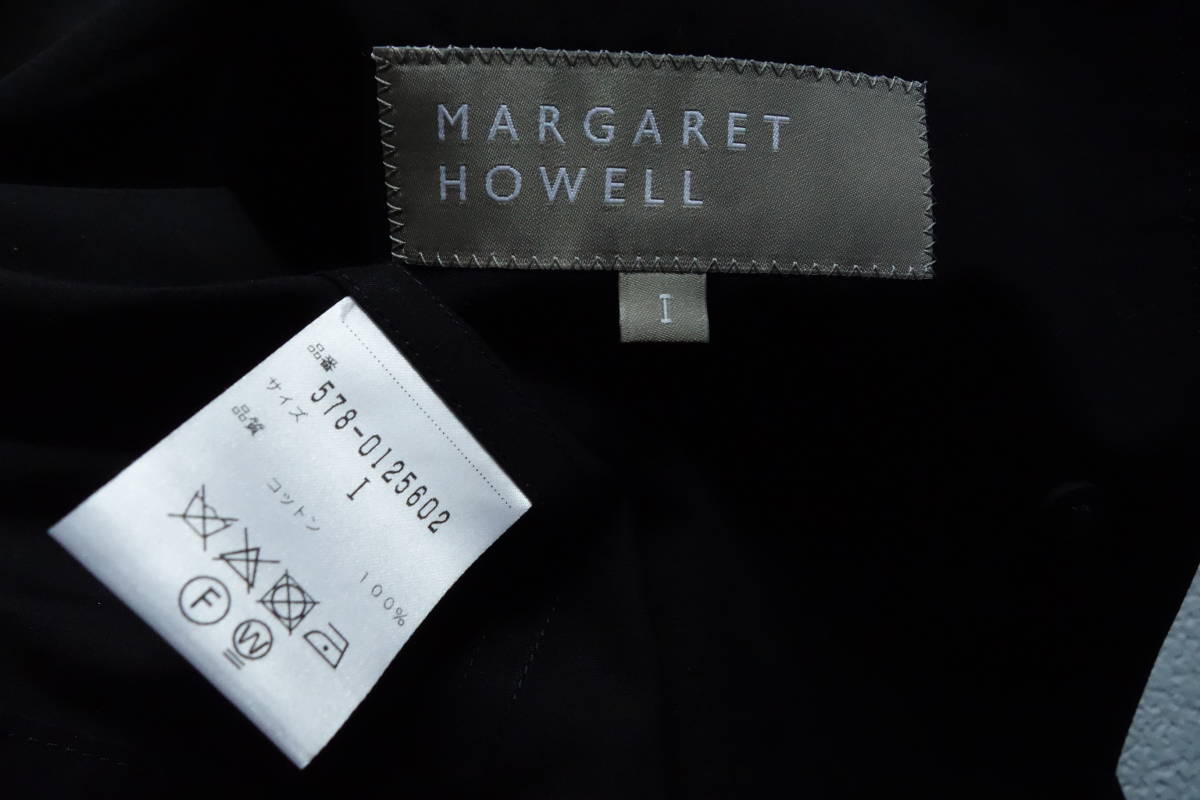 MARGARET
HOWELL
I
品番
578-0125602
サイズ I
品質
コットン 100%
F
W